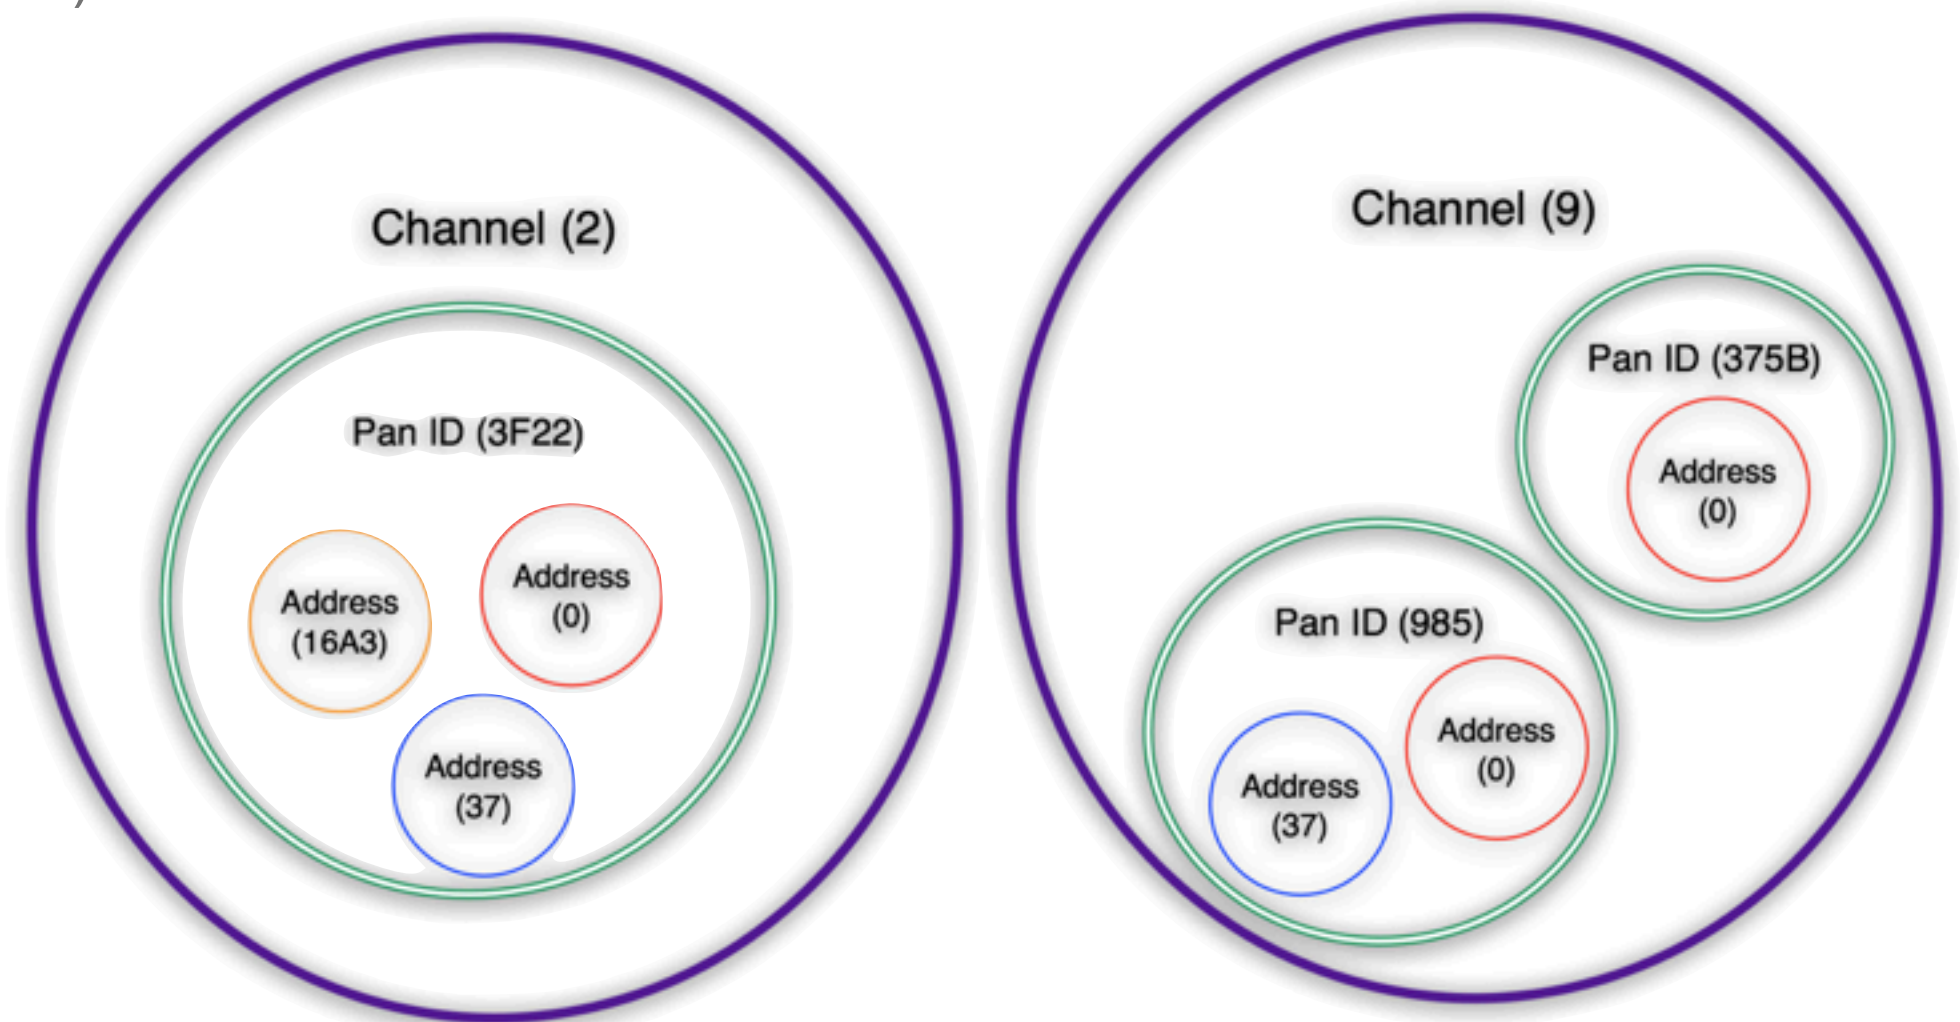 Channel (2)
Pan ID (3F22)
Address
(16A3)
Address
(0)
Address
(37)
Channel (9)
Pan ID (375B)
Address
(0)
Pan ID (985)
Address
(37)
Address
(0)